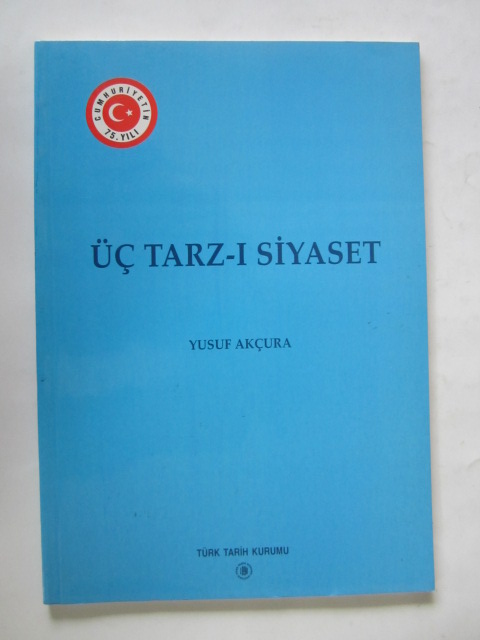 CUMHURİYETİN
75. YILI
ÜÇ TARZ-I SİYASET
YUSUF AKÇURA
TÜRK TARİH KURUMU